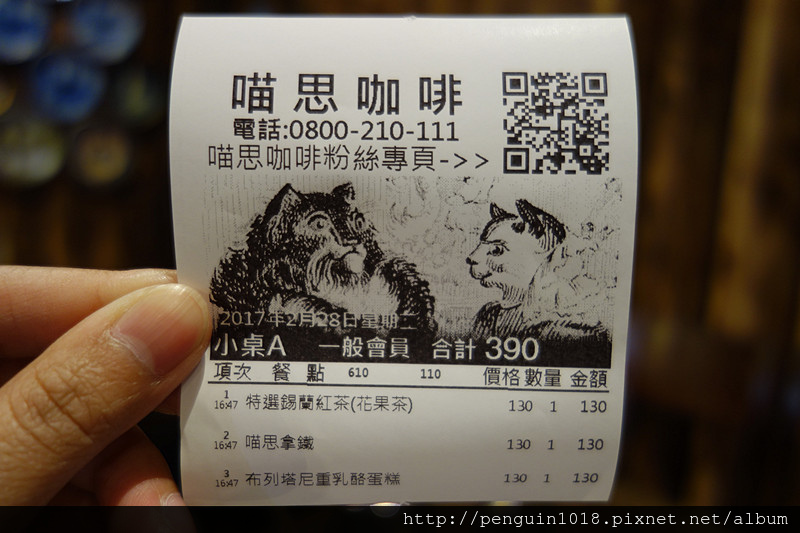 喵思咖啡
電話:0800-210-111
喵思咖啡粉絲專頁->>
2017年2月28日星期二
小桌A 一般會員 合計 390
項次 餐 點 610 110 價格 數量 金額
1 16:47 特選錫蘭紅茶(花果茶) 130 1 130
2 16:47 喵思拿鐵 130 1 130
3 16:47 布列塔尼重乳酪蛋糕 130 1 130
http://penguin1018.pixnet.net/album